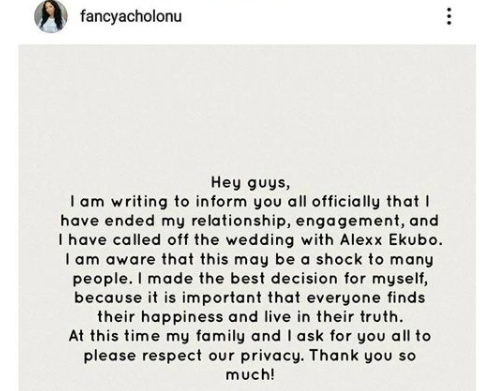 fancyacholonu
Hey guys,
I am writing to inform you all officially that I
have ended my relationship, engagement, and
I have called off the wedding with Alexx Ekubo.
I am aware that this may be a shock to many
people. I made the best decision for myself,
because it is important that everyone finds
their happiness and live in their truth.
At this time my family and I ask for you all to
please respect our privacy. Thank you so
much!